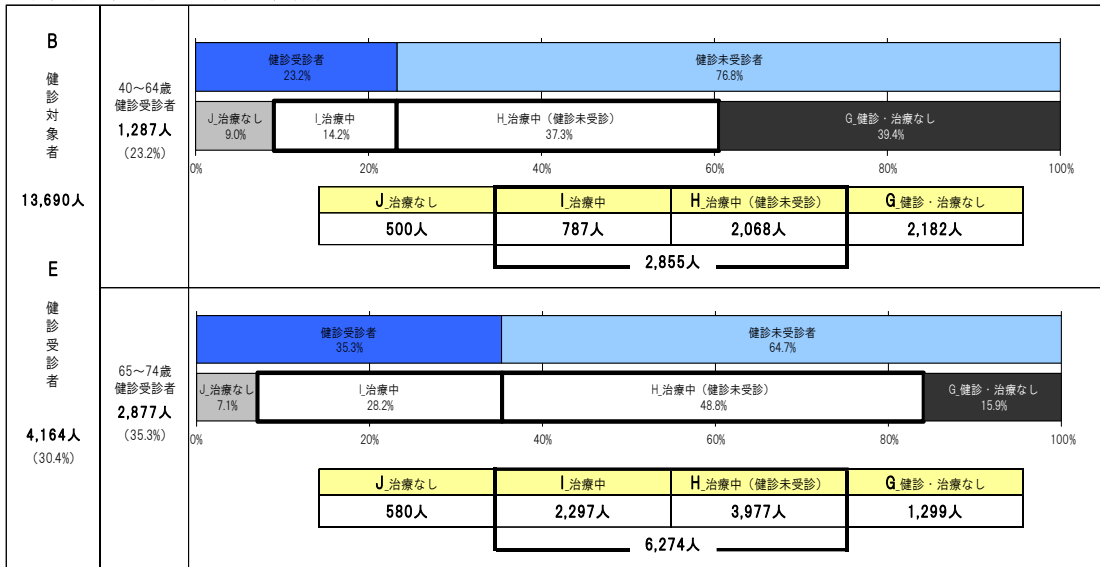 B
健診対象者
13,690人
E
健診受診者
4,164人
(30.4%)
40～64歳
健診受診者
1,287人
(23.2%)
健診受診者
23.2%
健診未受診者
76.8%
J_治療なし
9.0%
I_治療中
14.2%
H_治療中（健診未受診）
37.3%
G_健診・治療なし
39.4%
0% 20% 40% 60% 80% 100%
J_治療なし I_治療中 H_治療中（健診未受診） G_健診・治療なし
500人 787人 2,068人 2,182人
2,855人
65～74歳
健診受診者
2,877人
(35.3%)
健診受診者
35.3%
健診未受診者
64.7%
J_治療なし
7.1%
I_治療中
28.2%
H_治療中（健診未受診）
48.8%
G_健診・治療なし
15.9%
0% 20% 40% 60% 80% 100%
J_治療なし I_治療中 H_治療中（健診未受診） G_健診・治療なし
580人 2,297人 3,977人 1,299人
6,274人